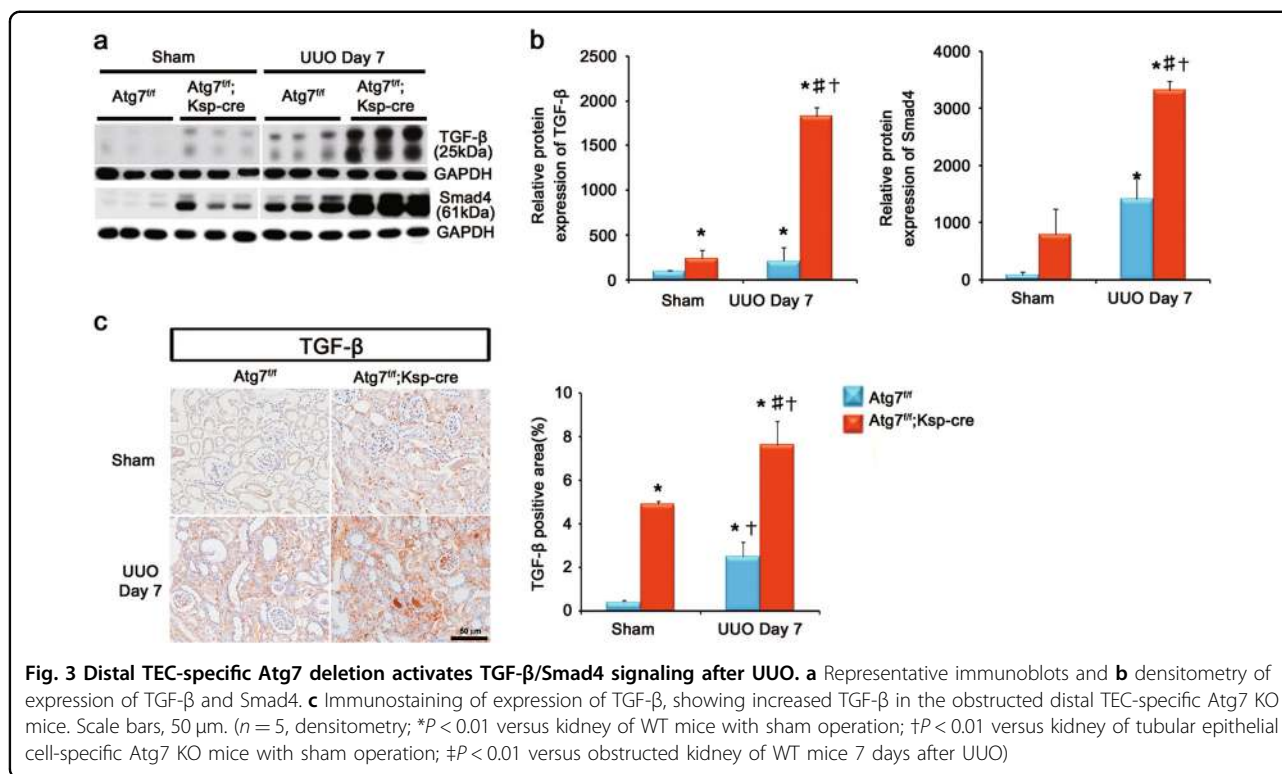 a
Sham
UUO Day 7
Atg7f/f
Atg7f/f;
Ksp-cre
Atg7f/f
Atg7f/f;
Ksp-cre
TGF-β
(25kDa)
GAPDH
Smad4
(61kDa)
GAPDH
b
Relative protein
expression of TGF-β
2500
2000
1500
1000
500
0
*
*
*⌗†
Sham
UUO Day 7
Relative protein
expression of Smad4
4000
3000
2000
1000
0
*
*⌗†
Sham
UUO Day 7
c
TGF-β
Atg7f/f
Atg7f/f;Ksp-cre
Sham
UUO
Day 7
50 µm
TGF-β positive area(%)
10
8
6
4
2
0
*
* †
* ⌗†
Sham
UUO Day 7
Atg7f/f
Atg7f/f;Ksp-cre
Fig. 3 Distal TEC-specific Atg7 deletion activates TGF-β/Smad4 signaling after UUO. a Representative immunoblots and b densitometry of
expression of TGF-β and Smad4. c Immunostaining of expression of TGF-β, showing increased TGF-β in the obstructed distal TEC-specific Atg7 KO
mice. Scale bars, 50 µm. (n = 5, densitometry; *P < 0.01 versus kidney of WT mice with sham operation; †P < 0.01 versus kidney of tubular epithelial
cell-specific Atg7 KO mice with sham operation; ‡P < 0.01 versus obstructed kidney of WT mice 7 days after UUO)